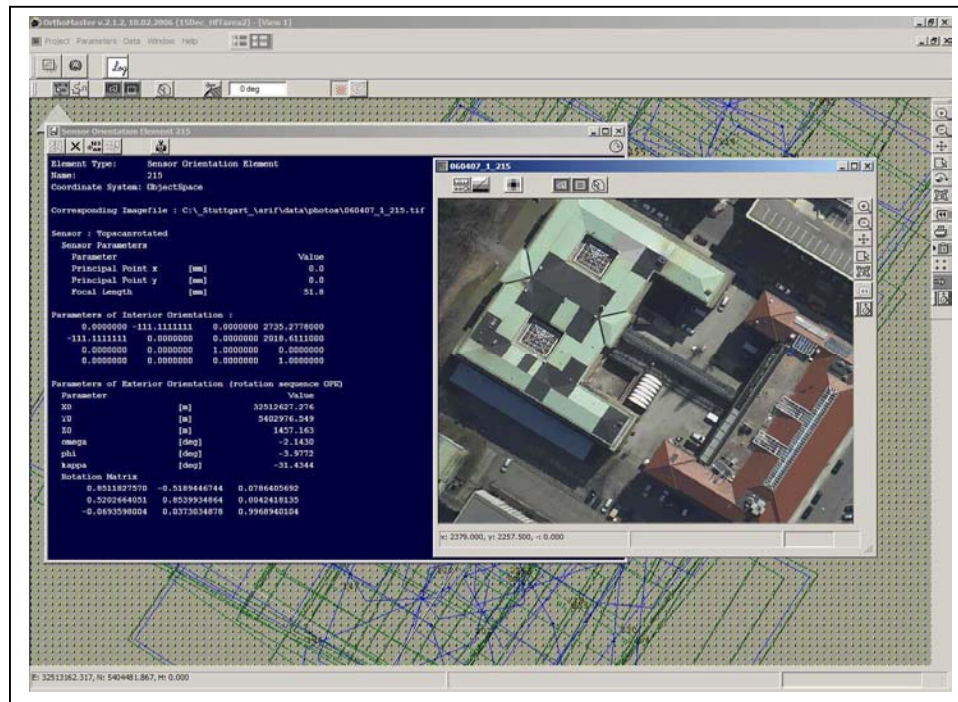 OrthoMaster v.2.1.2, 10.02.2006 [15Dec_HfTarea2] - [View 1]
Project Parameters Data Window Help
Log
0 deg
Sensor Orientation Element 215
Element Type: Sensor Orientation Element
Name: 215
Coordinate System: ObjectSpace
Corresponding Imagefile : C:\_Stuttgart_\arif\data\photos\060407_1_215.tif
Sensor : Topscanrotated
Sensor Parameters
Parameter Value
Principal Point x [mm] 0.0
Principal Point y [mm] 0.0
Focal Length [mm] 51.8
Parameters of Interior Orientation :
0.0000000 -111.1111111 0.0000000 2735.2778000
-111.1111111 0.0000000 0.0000000 2018.6111000
0.0000000 0.0000000 1.0000000 0.0000000
0.0000000 0.0000000 0.0000000 1.0000000
Parameters of Exterior Orientation (rotation sequence OPK)
Parameter Value
X0 [m] 32512627.276
Y0 [m] 5402976.549
Z0 [m] 1457.163
omega [deg] -2.1430
phi [deg] -3.9772
kappa [deg] -31.4344
Rotation Matrix
0.8511827570 -0.5189446744 0.0786405692
0.5202664051 0.8539934864 0.0042418135
-0.0693598004 0.0373034878 0.9968940104
060407_1_215
x: 2379.000, y: 2257.500, -: 0.000
E: 32513162.317, N: 5404481.867, H: 0.000